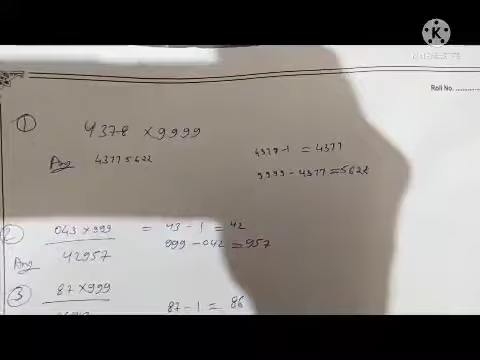 K
KINEMASTER
Roll No. ............
① 4378 × 9999
Ans 43775622
4378-1 = 4377
9999 - 4377 = 5622
② 043 × 999 = 43 - 1 = 42
999 - 042 = 957
Ans 42957
③ 87 × 999
87 - 1 = 86